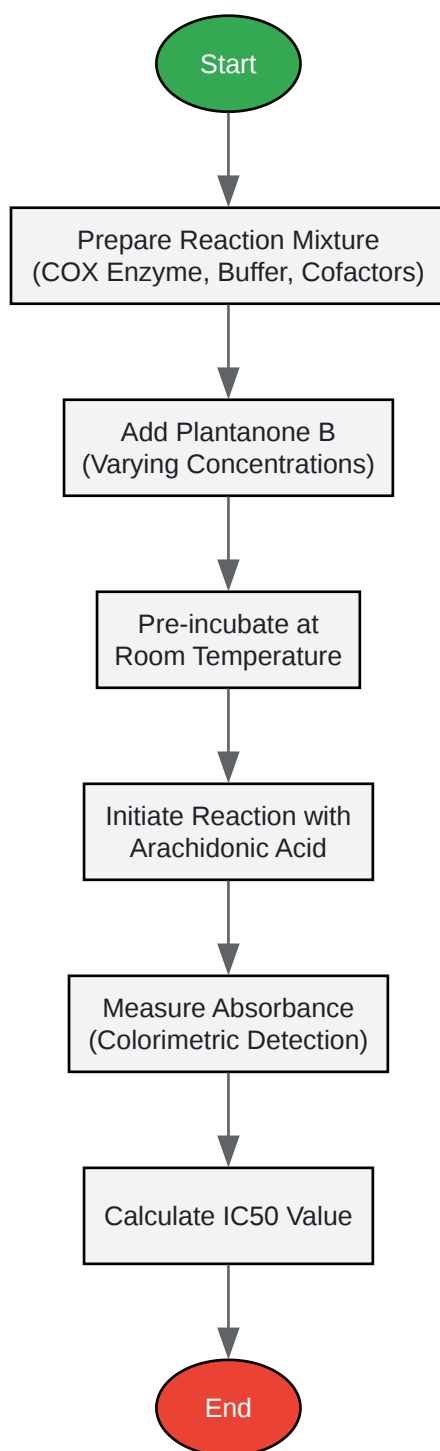 Start
Prepare Reaction Mixture
(COX Enzyme, Buffer, Cofactors)
Add Plantanone B
(Varying Concentrations)
Pre-incubate at
Room Temperature
Initiate Reaction with
Arachidonic Acid
Measure Absorbance
(Colorimetric Detection)
Calculate IC50 Value
End